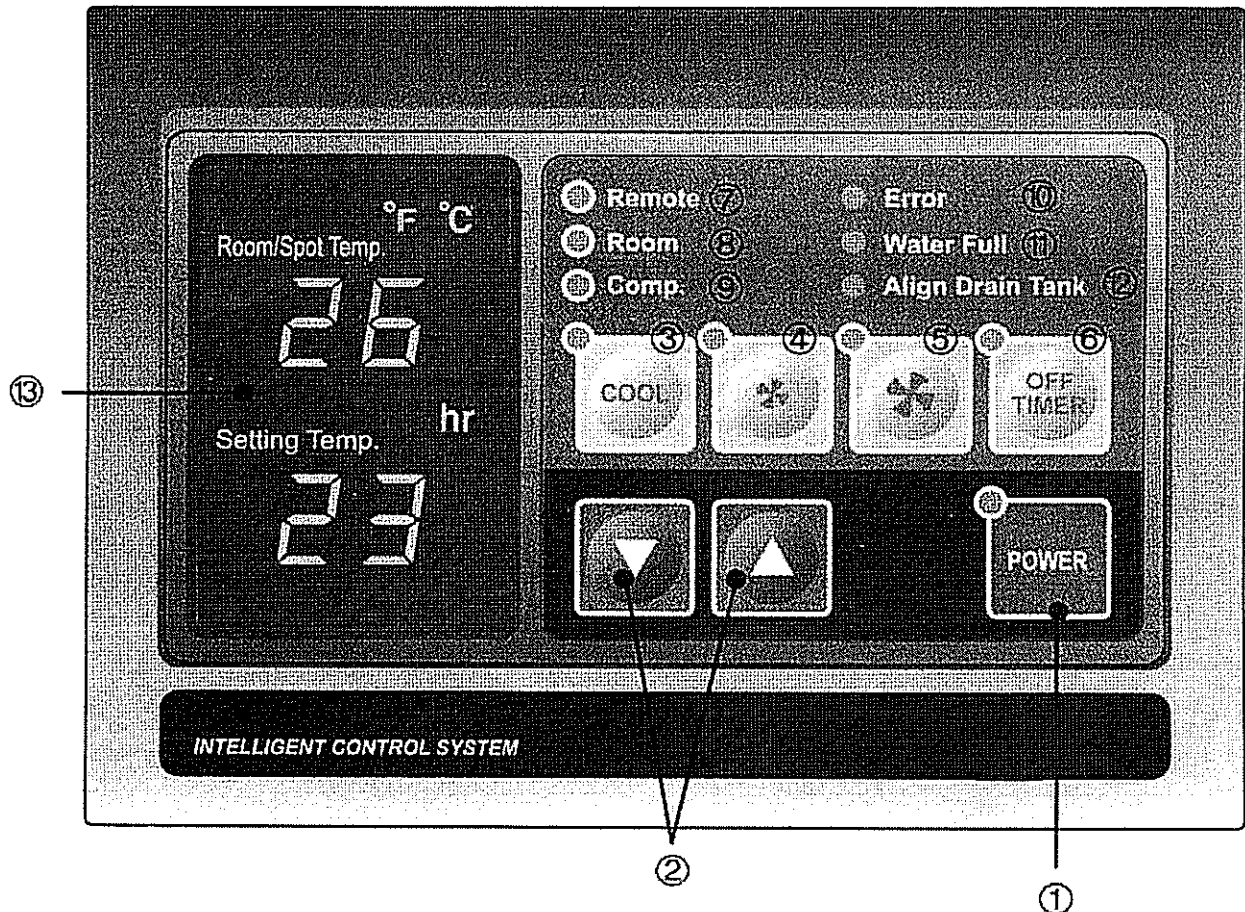 °F °C
Room/Spot Temp.
26
hr
Setting Temp.
23
⑬
Remote ⑦
Room ⑧
Comp. ⑨
Error ⑩
Water Full ⑪
Align Drain Tank ⑫
③ ④ ⑤ ⑥
COOL
OFF
TIMER
POWER
INTELLIGENT CONTROL SYSTEM
②
①